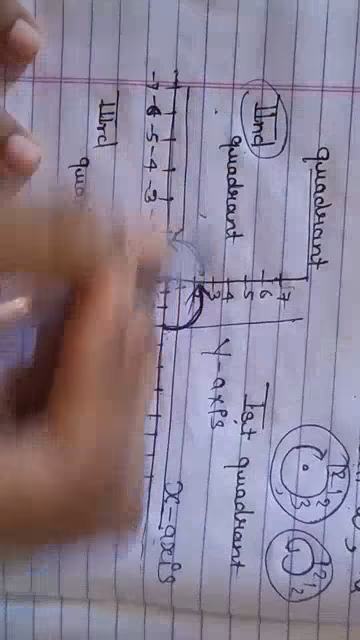 quadrant
IInd
quadrant
Ist quadrant
7
6
5
4
3
y-axis
-7 -6 -5 -4 -3
x-axis
IIIrd
qua